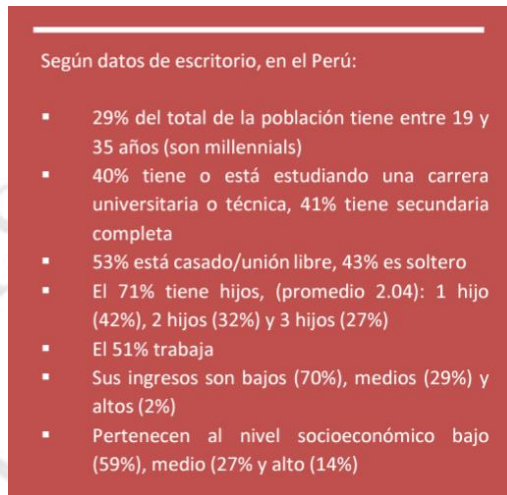 Según datos de escritorio, en el Perú:
▪ 29% del total de la población tiene entre 19 y
35 años (son millennials)
▪ 40% tiene o está estudiando una carrera
universitaria o técnica, 41% tiene secundaria
completa
▪ 53% está casado/unión libre, 43% es soltero
▪ El 71% tiene hijos, (promedio 2.04): 1 hijo
(42%), 2 hijos (32%) y 3 hijos (27%)
▪ El 51% trabaja
▪ Sus ingresos son bajos (70%), medios (29%) y
altos (2%)
▪ Pertenecen al nivel socioeconómico bajo
(59%), medio (27% y alto (14%)